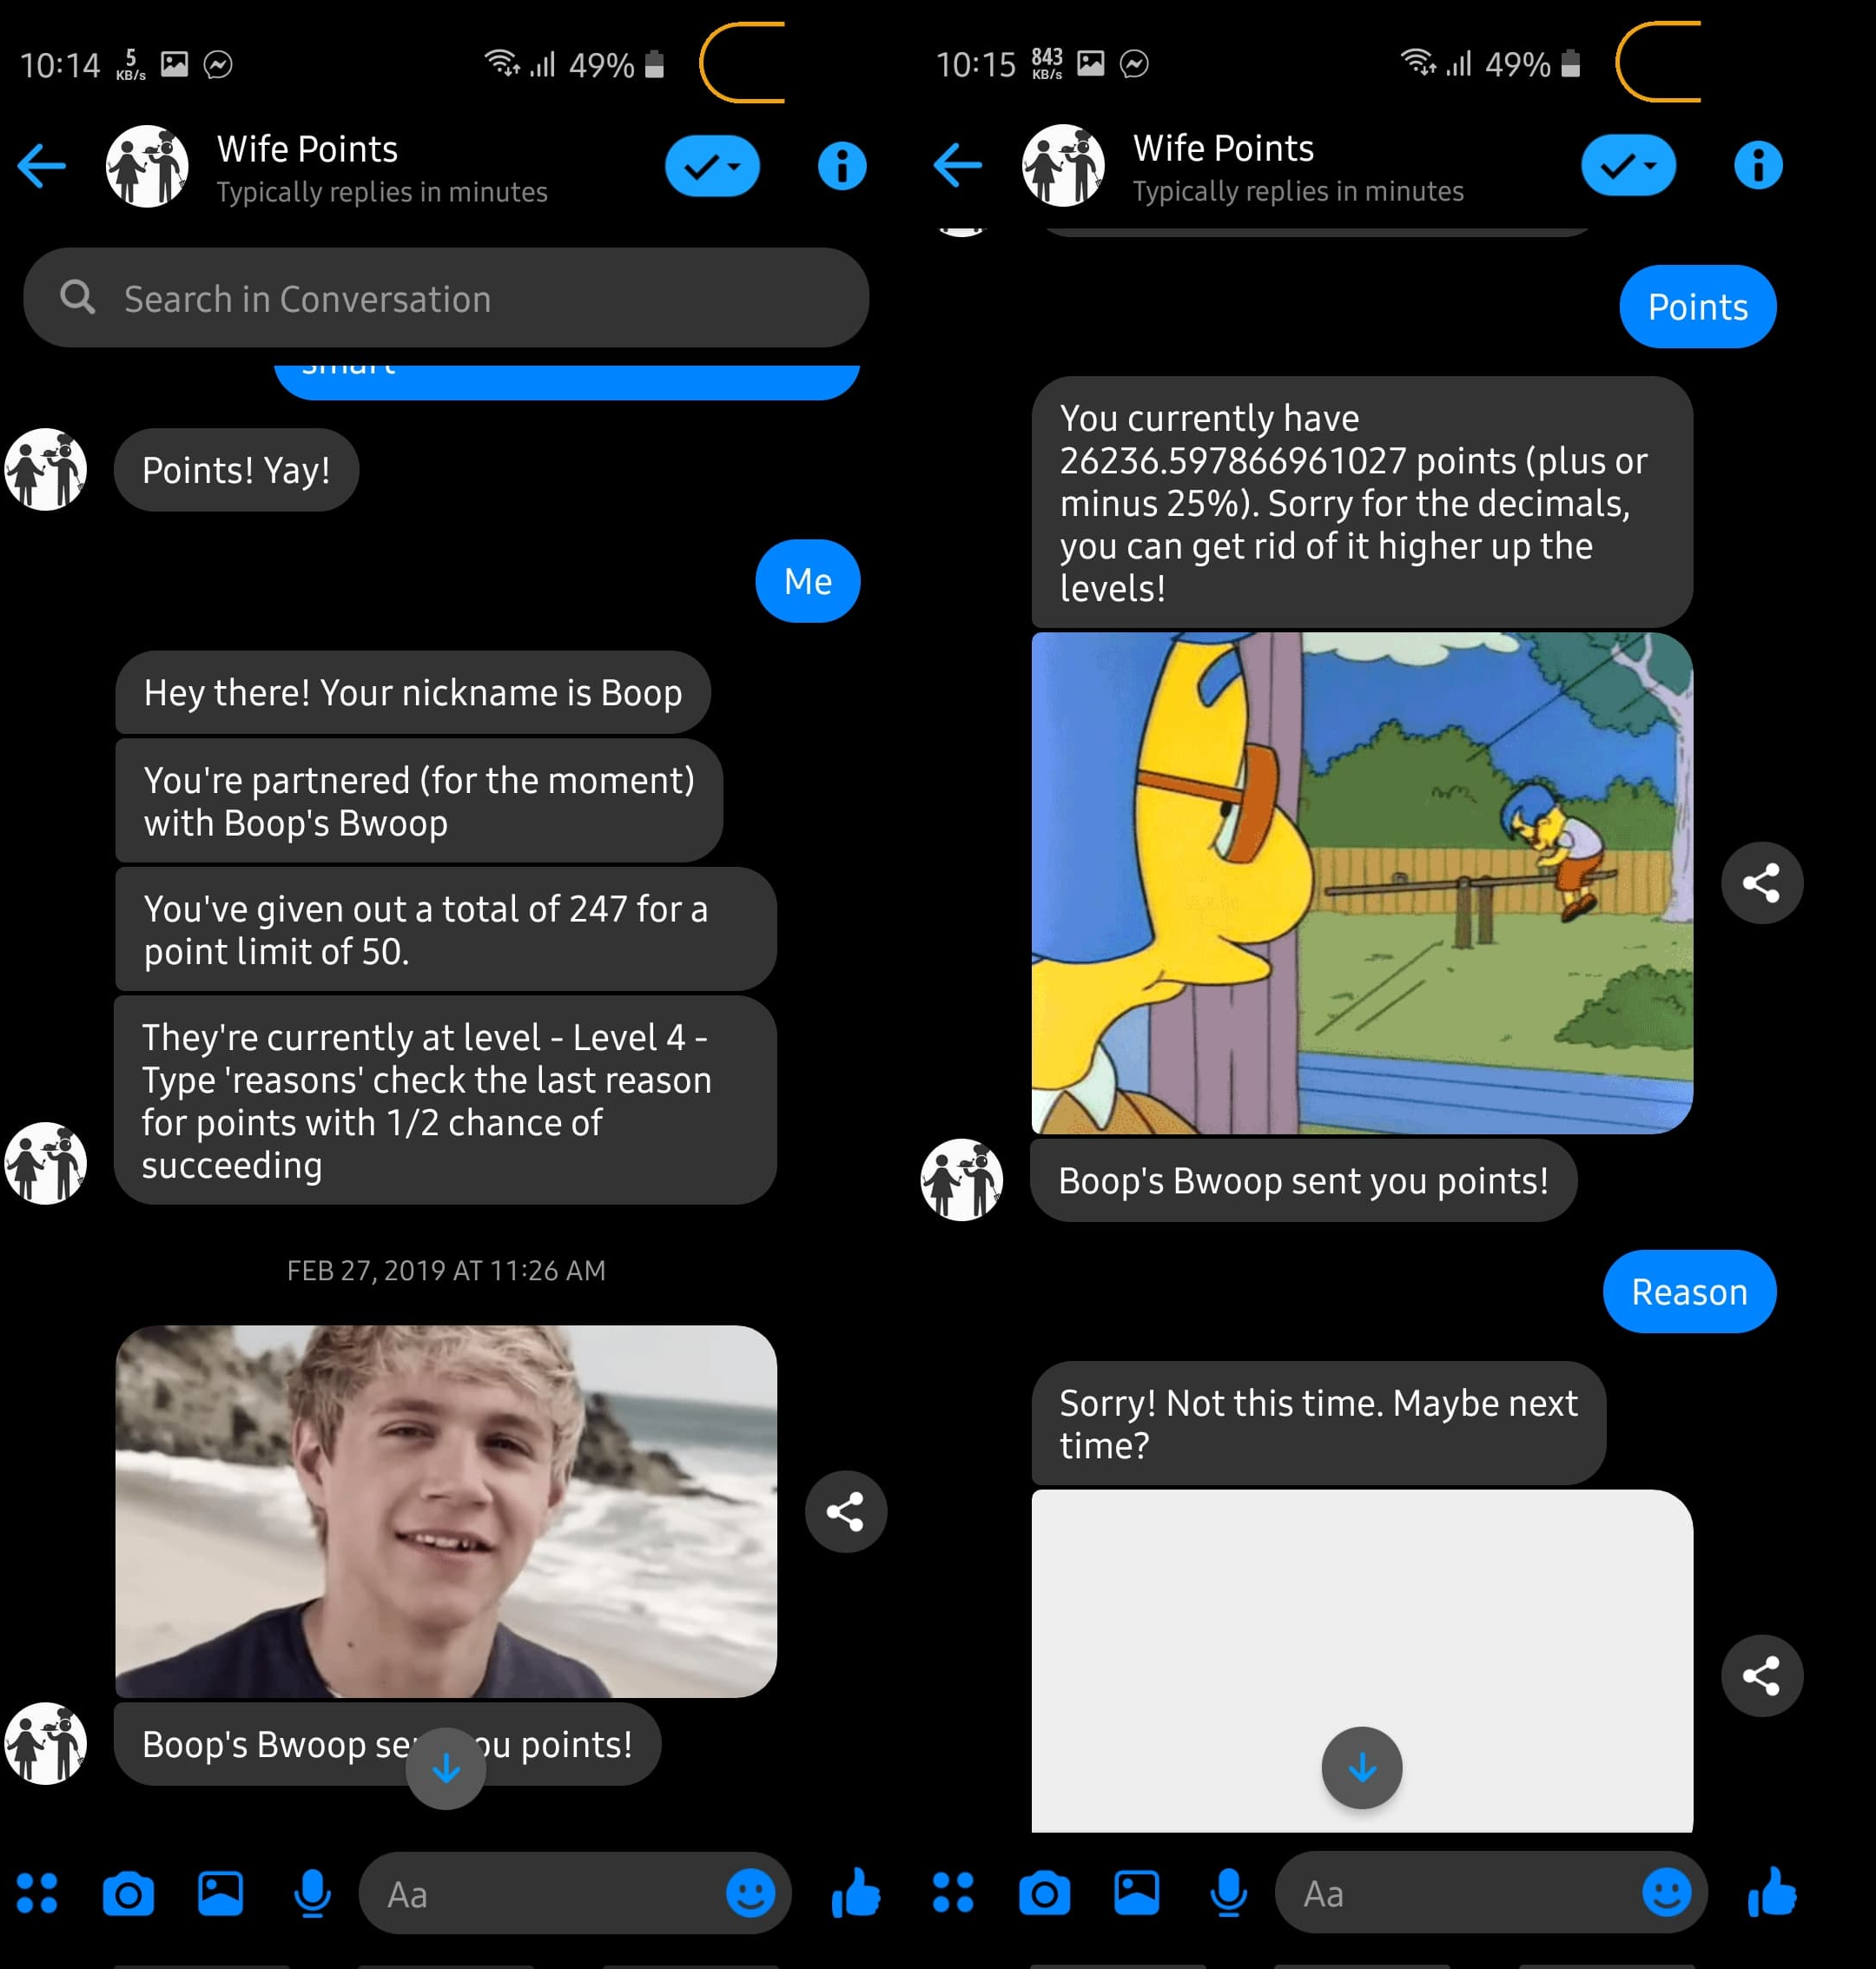 10:14 5 KB/s 49%
Wife Points
Typically replies in minutes
Search in Conversation
smart
Points! Yay!
Me
Hey there! Your nickname is Boop
You're partnered (for the moment)
with Boop's Bwoop
You've given out a total of 247 for a
point limit of 50.
They're currently at level - Level 4 -
Type 'reasons' check the last reason
for points with 1/2 chance of
succeeding
FEB 27, 2019 AT 11:26 AM
Boop's Bwoop sent you points!
Aa
10:15 843 KB/s 49%
Wife Points
Typically replies in minutes
Points
You currently have
26236.597866961027 points (plus or
minus 25%). Sorry for the decimals,
you can get rid of it higher up the
levels!
Boop's Bwoop sent you points!
Reason
Sorry! Not this time. Maybe next
time?
Aa